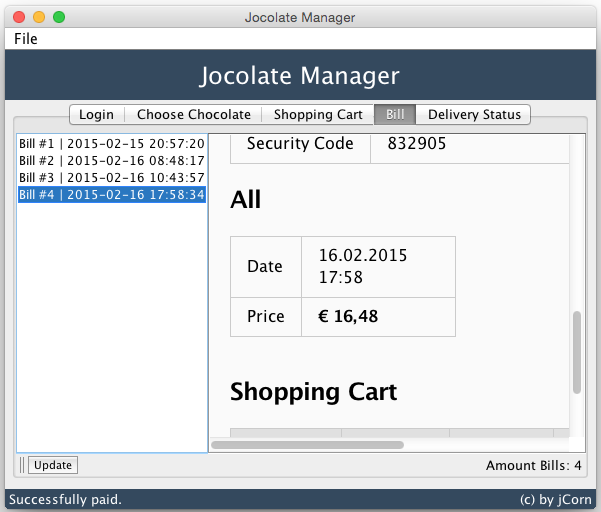 Jocolate Manager
File
Jocolate Manager
Login Choose Chocolate Shopping Cart Bill Delivery Status
Bill #1 | 2015-02-15 20:57:20
Bill #2 | 2015-02-16 08:48:17
Bill #3 | 2015-02-16 10:43:57
Bill #4 | 2015-02-16 17:58:34
Security Code 832905
All
Date 16.02.2015
17:58
Price € 16,48
Shopping Cart
Update
Amount Bills: 4
Successfully paid.
(c) by jCorn